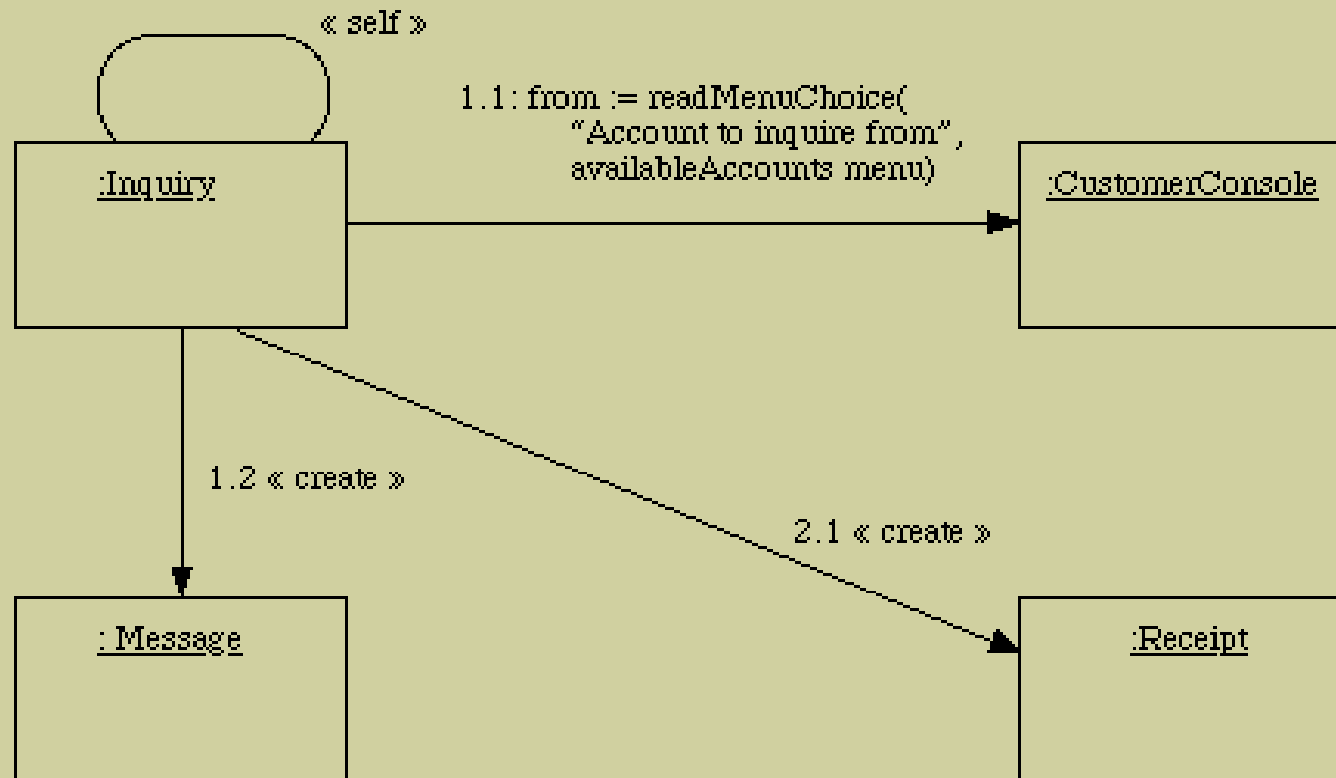 « self »
1.1: from := readMenuChoice(
"Account to inquire from",
availableAccounts menu)
:Inquiry
:CustomerConsole
1.2 « create »
2.1 « create »
: Message
:Receipt